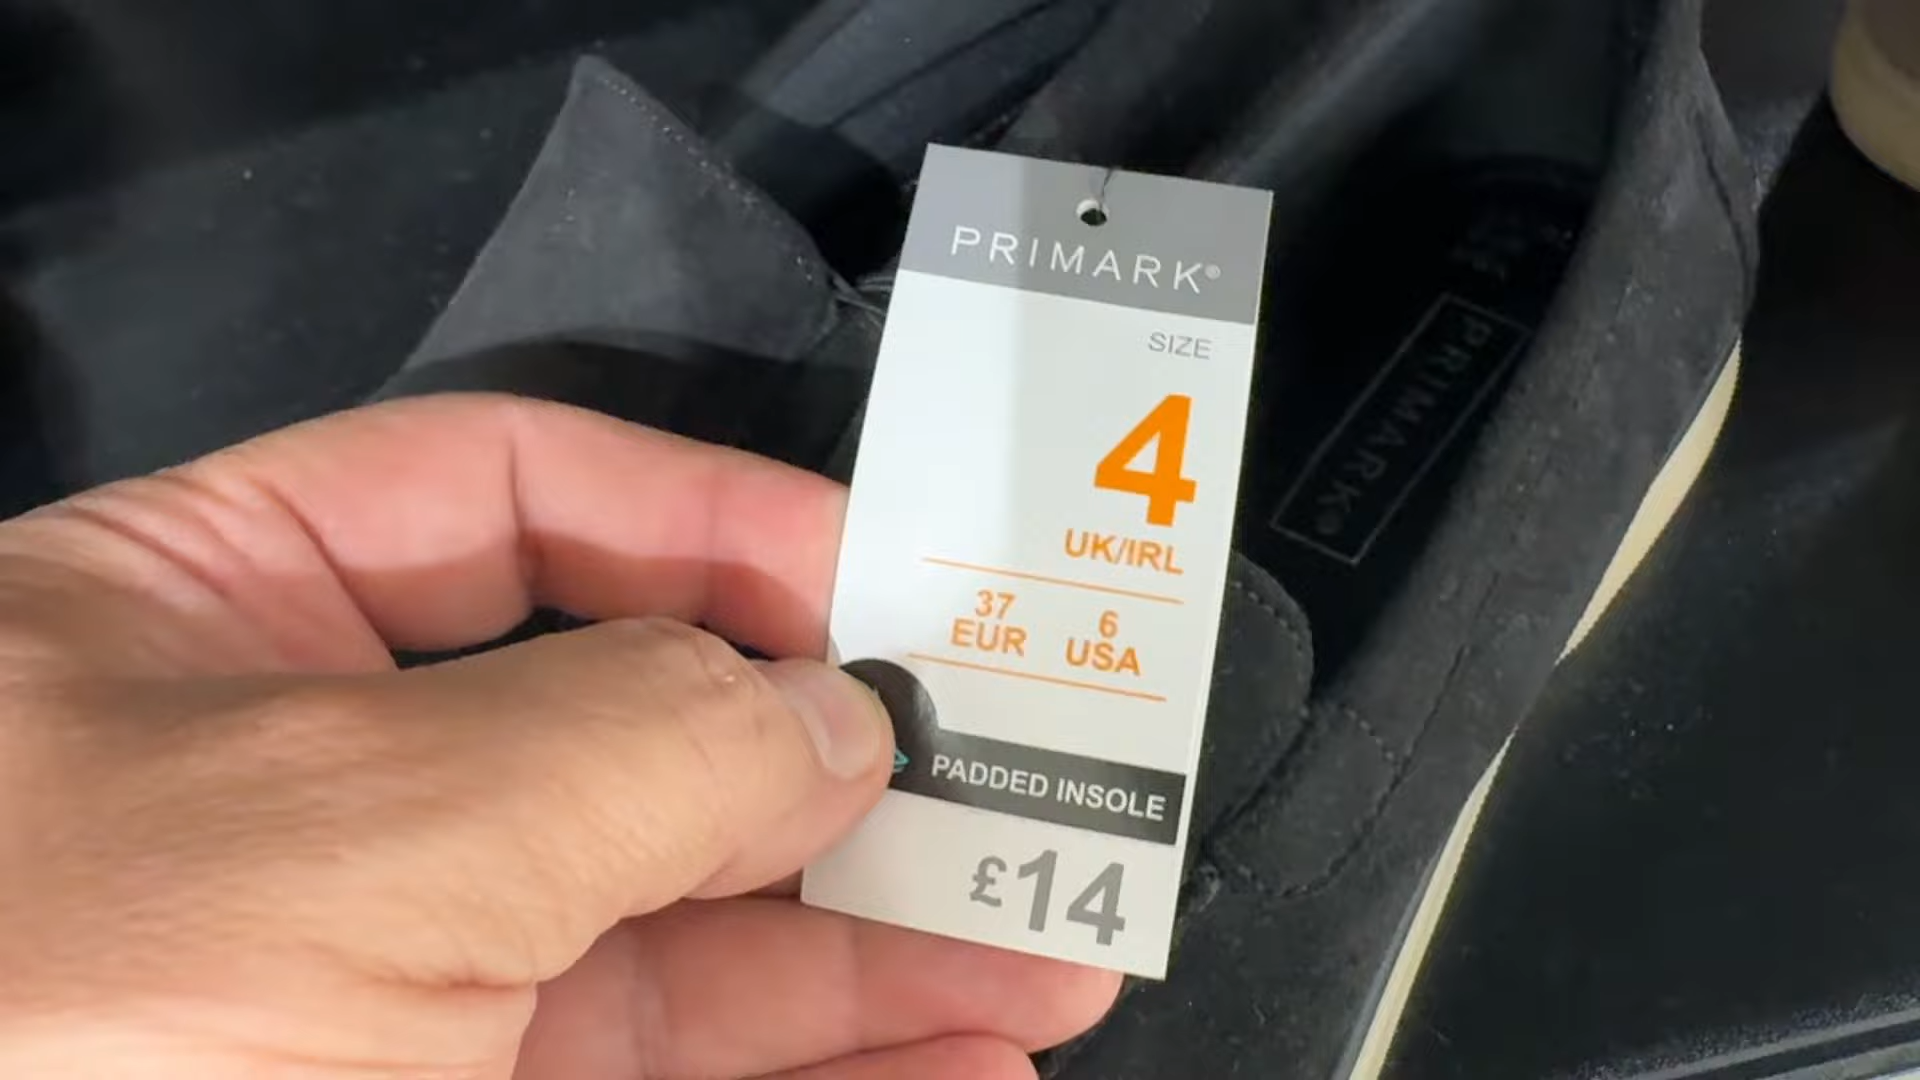 PRIMARK®
SIZE
4
UK/IRL
37 6
EUR USA
PADDED INSOLE
£14
PRIMARK®